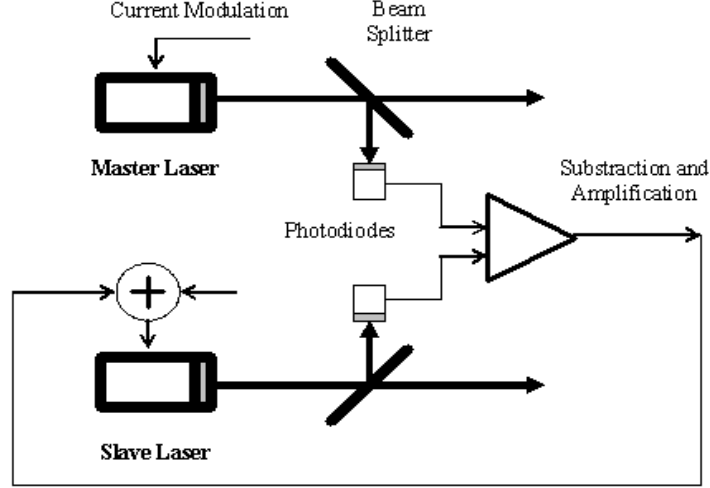 Current Modulation
Beam
Splitter
Master Laser
Substraction and
Amplification
Photodiodes
Slave Laser